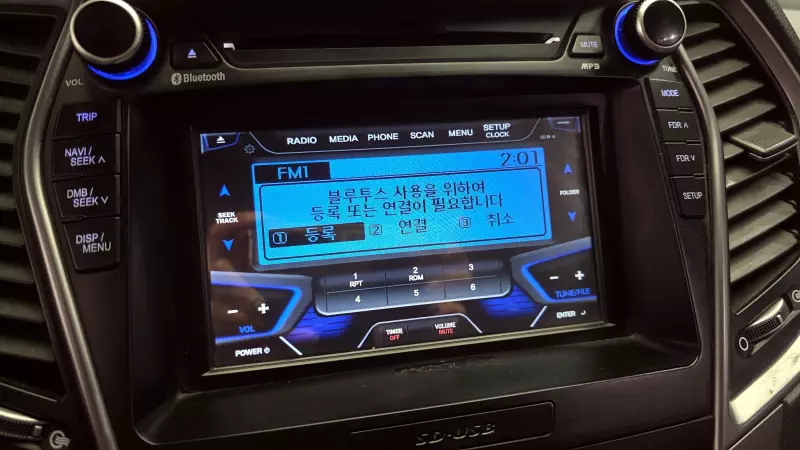 MUTE
Bluetooth
MP3
VOL
TUNE
TRIP
MODE
NAVI / SEEK ∧
FDR ∧
DMB / SEEK ∨
FDR ∨
DISP / MENU
SETUP
RADIO MEDIA PHONE SCAN MENU SETUP CLOCK
FM1 2:01
블루투스 사용을 위하여
등록 또는 연결이 필요합니다
① 등록 ② 연결 ③ 취소
SEEK TRACK
FOLDER
1 RPT 2 RDM 3
4 5 6
− + VOL
− + TUNE/FILE
TIMER OFF VOLUME MUTE
POWER
ENTER
SD·USB